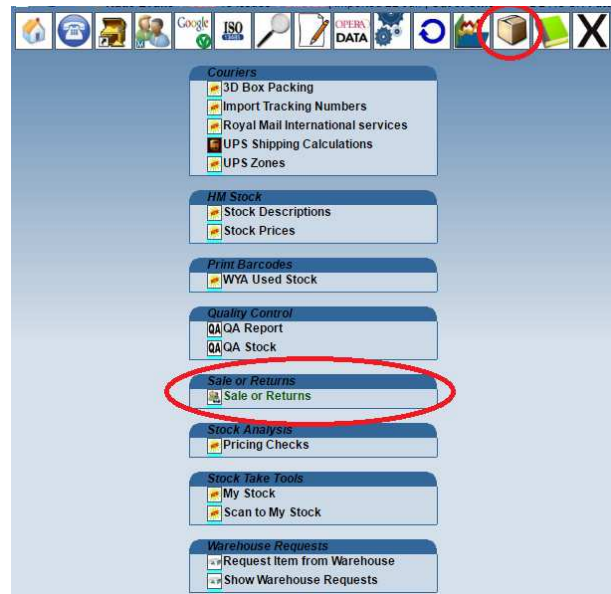 Google ISO OPERA
DATA X
Couriers
3D Box Packing
Import Tracking Numbers
Royal Mail International services
UPS Shipping Calculations
UPS Zones
HM Stock
Stock Descriptions
Stock Prices
Print Barcodes
WYA Used Stock
Quality Control
QA QA Report
QA QA Stock
Sale or Returns
Sale or Returns
Stock Analysis
Pricing Checks
Stock Take Tools
My Stock
Scan to My Stock
Warehouse Requests
Request Item from Warehouse
Show Warehouse Requests